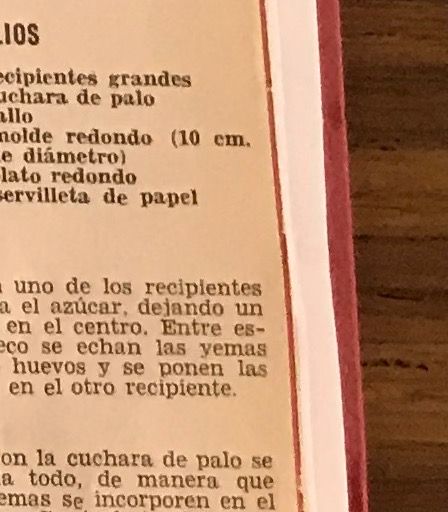 LIOS
ecipientes grandes
uchara de palo
allo
nolde redondo (10 cm.
e diámetro)
lato redondo
servilleta de papel
uno de los recipientes
a el azúcar, dejando un
en el centro. Entre es-
eco se echan las yemas
huevos y se ponen las
en el otro recipiente.
on la cuchara de palo se
a todo, de manera que
emas se incorporen en el